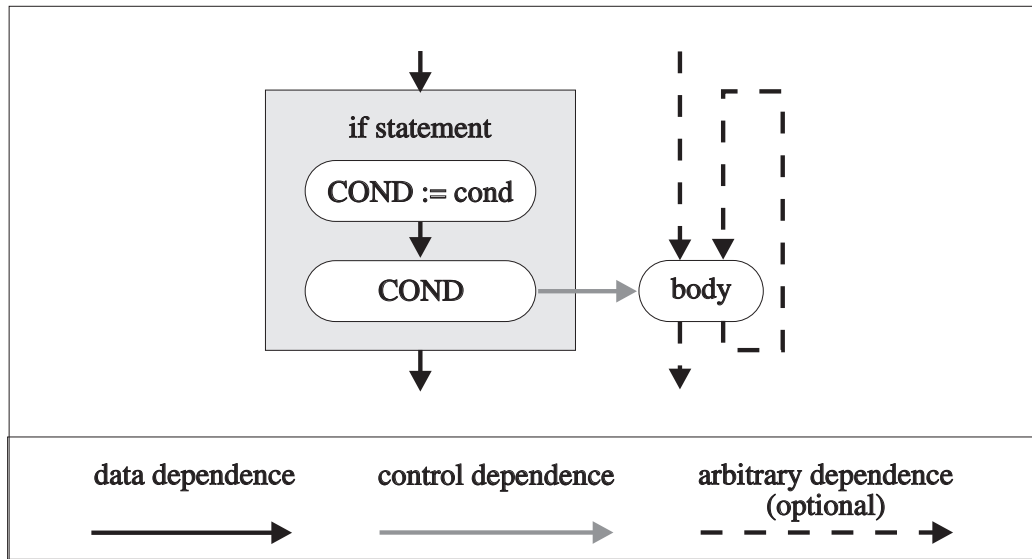 if statement
COND := cond
COND
body
data dependence
control dependence
arbitrary dependence
(optional)